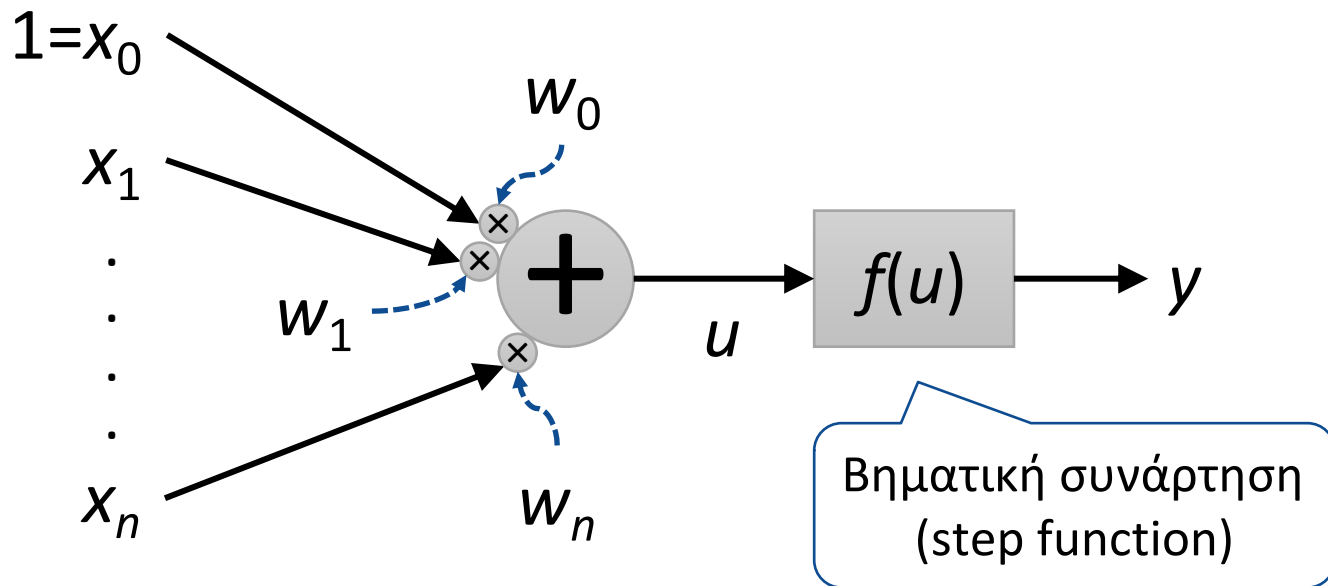 1=x₀
w₀
x₁
.
.
w₁
.
.
xₙ
wₙ
×
×
×
+
u
f(u)
y
Βηματική συνάρτηση
(step function)